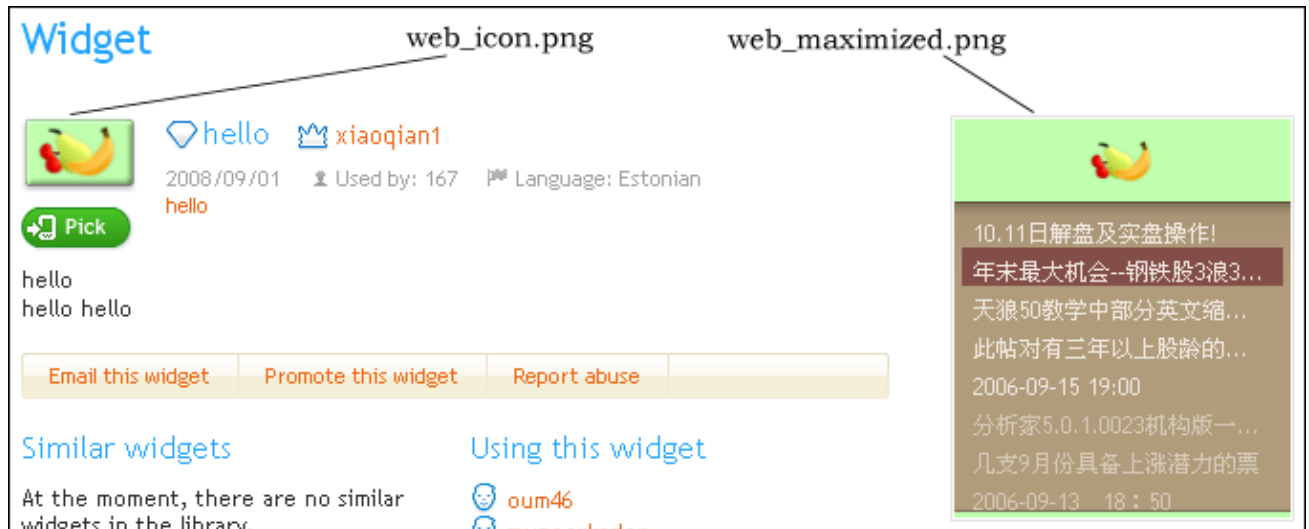 Widget
web_icon.png
web_maximized.png
hello
xiaoqian1
2008/09/01
Used by: 167
Language: Estonian
hello
Pick
hello
hello hello
Email this widget
Promote this widget
Report abuse
Similar widgets
At the moment, there are no similar
widgets in the library
Using this widget
oum46
10.11日解盘及实盘操作!
年末最大机会--钢铁股3浪3...
天狼50教学中部分英文缩...
此帖对有三年以上股龄的...
2006-09-15 19:00
分析家5.0.1.0023机构版一...
几支9月份具备上涨潜力的票
2006-09-13 18：50